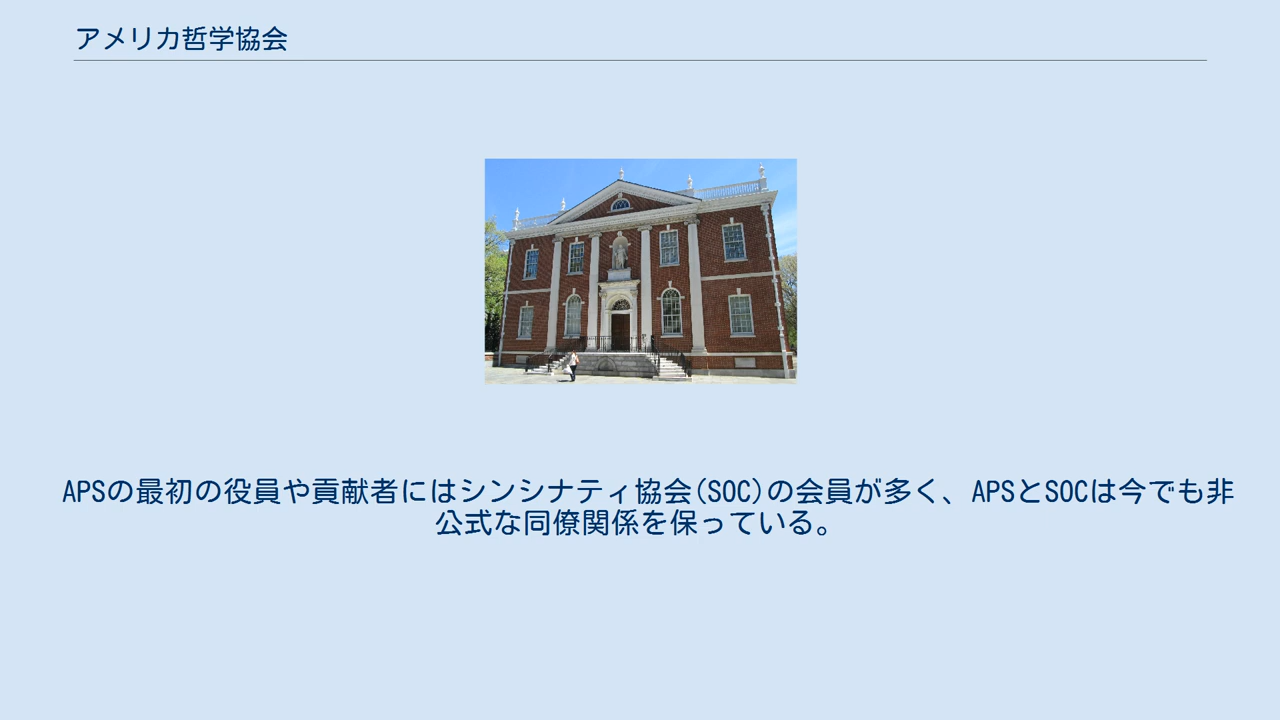 アメリカ哲学協会
APSの最初の役員や貢献者にはシンシナティ協会(SOC)の会員が多く、APSとSOCは今でも非
公式な同僚関係を保っている。